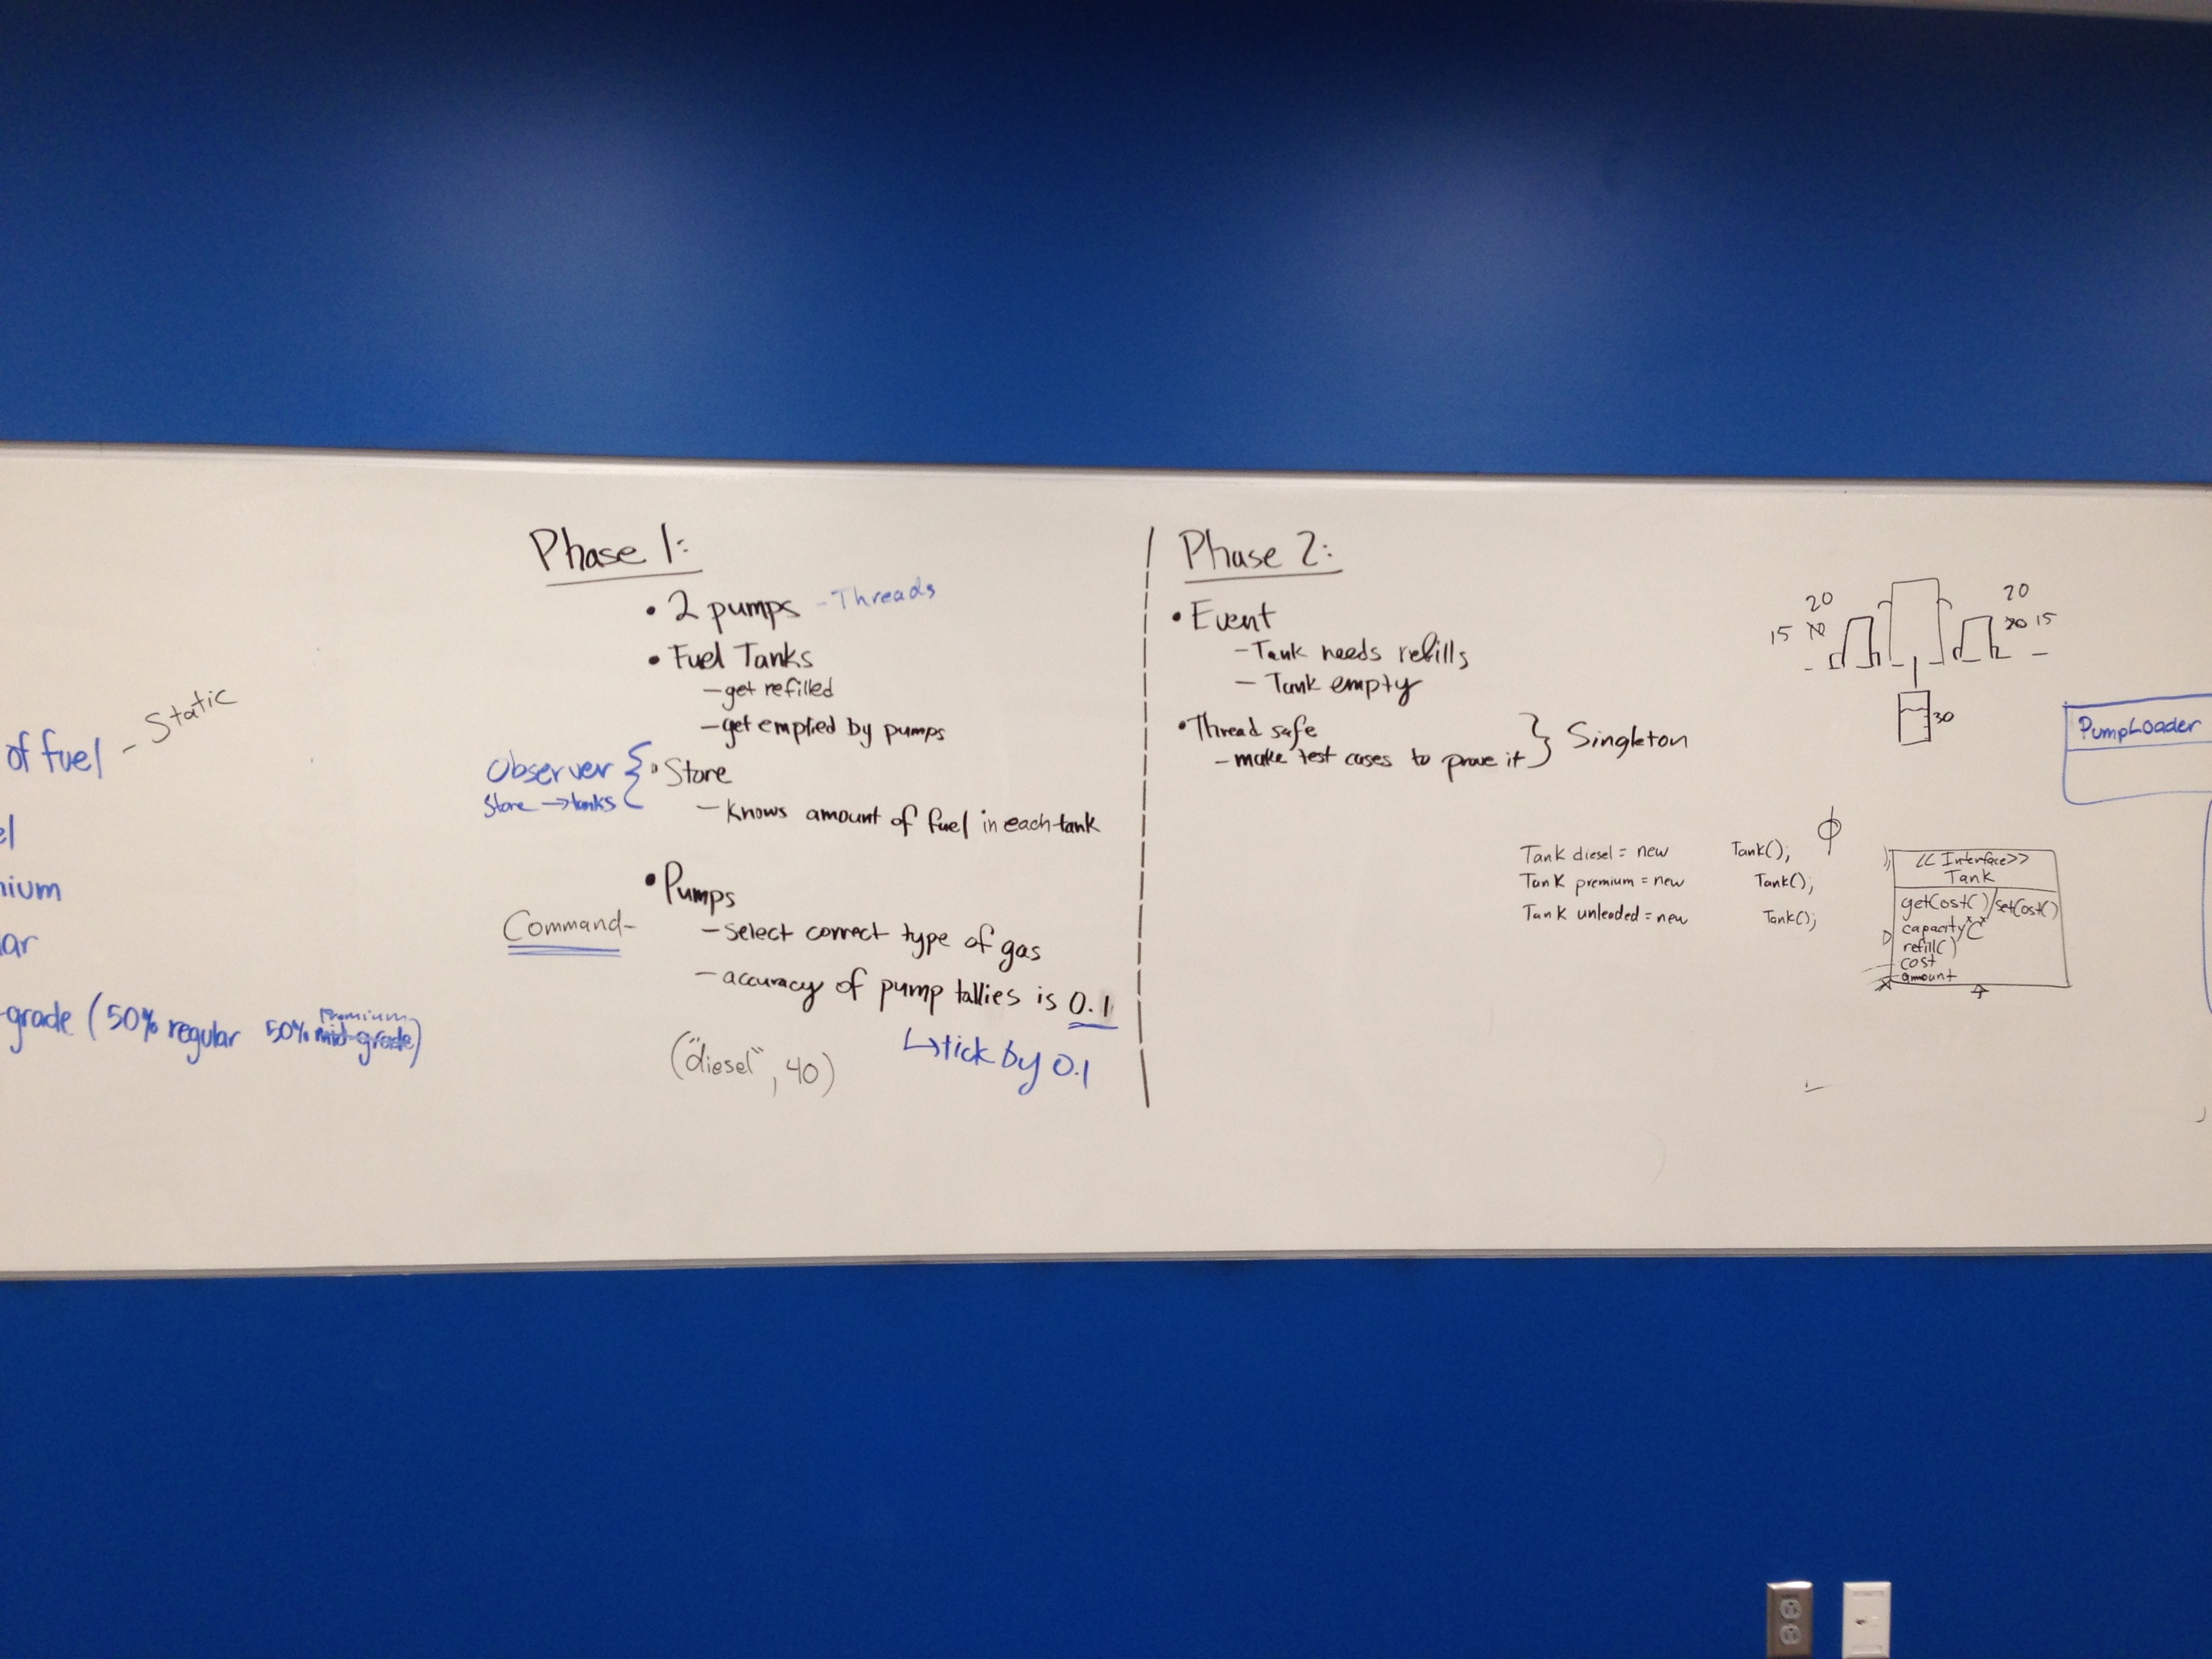 of fuel - Static
el
nium
ar
-grade (50% regular 50% mid-grade)
Premium
Phase 1:
• 2 pumps - Threads
• Fuel Tanks
- get refilled
- get emptied by pumps
Observer { • Store
Store → tanks
- Knows amount of fuel in each tank
• Pumps
Command -
- select correct type of gas
- accuracy of pump tallies is 0.1
↳ tick by 0.1
("diesel", 40)
Phase 2:
• Event
- Tank needs refills
- Tank empty
• Thread safe
- make test cases to prove it } Singleton
20
15
20
15
30
Tank diesel = new Tank();
Tank premium = new Tank();
Tank unleaded = new Tank();
<< Interface >>
Tank
getCost()/setCost()
capacity
refill()
cost
amount
PumpLoader